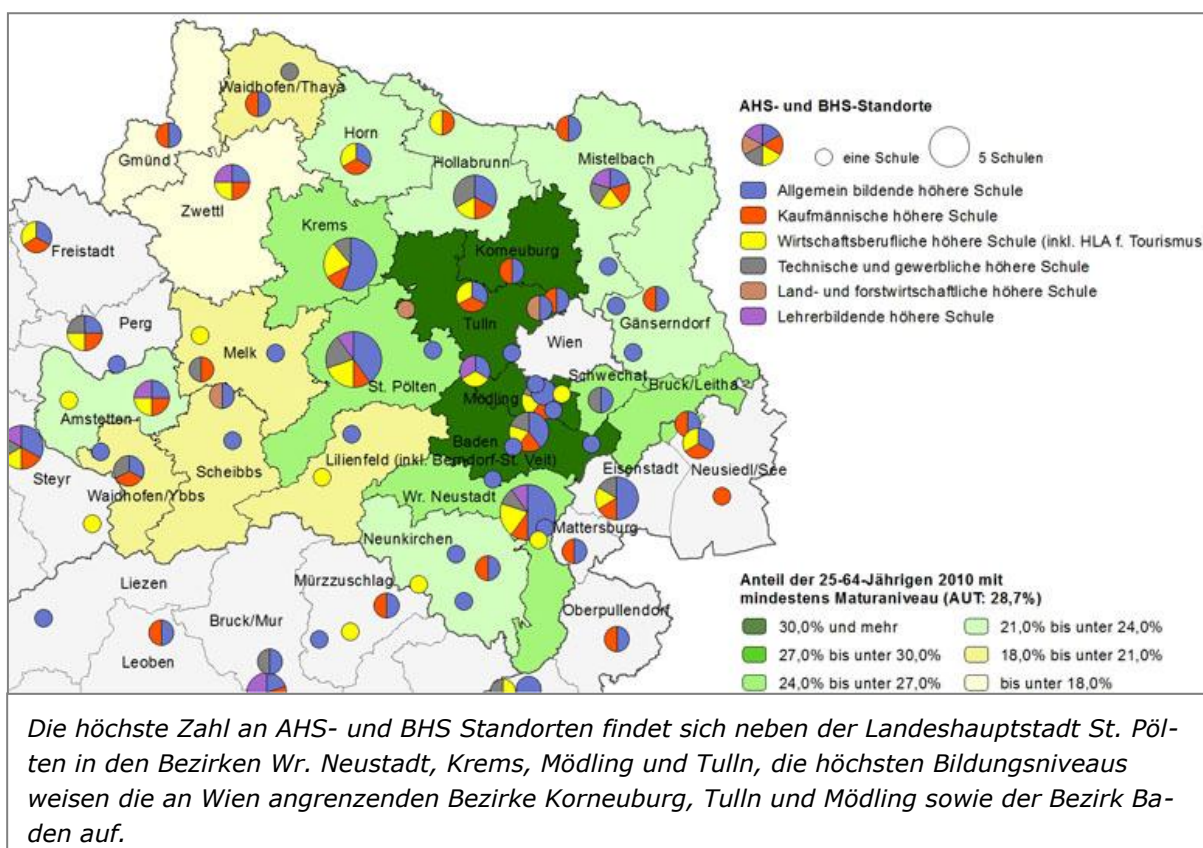 Waidhofen/Thaya
Horn
Gmünd
Hollabrunn
Mistelbach
Zwettl
Krems
Freistadt
Korneuburg
Tulln
Gänserndorf
Perg
Wien
Melk
St. Pölten
Schwechat
Bruck/Leitha
Mödling
Amstetten
Baden
Scheibbs
Lilienfeld (inkl. Berndorf-St. Veit)
Eisenstadt
Neusiedl/See
Steyr
Waidhofen/Ybbs
Wr. Neustadt
Mattersburg
Neunkirchen
Liezen
Mürzzuschlag
Oberpullendorf
Bruck/Mur
Leoben
AHS- und BHS-Standorte
eine Schule
5 Schulen
Allgemein bildende höhere Schule
Kaufmännische höhere Schule
Wirtschaftsberufliche höhere Schule (inkl. HLA f. Tourismus
Technische und gewerbliche höhere Schule
Land- und forstwirtschaftliche höhere Schule
Lehrerbildende höhere Schule
Anteil der 25-64-Jährigen 2010 mit
mindestens Maturaniveau (AUT: 28,7%)
30,0% und mehr
21,0% bis unter 24,0%
27,0% bis unter 30,0%
18,0% bis unter 21,0%
24,0% bis unter 27,0%
bis unter 18,0%
Die höchste Zahl an AHS- und BHS Standorten findet sich neben der Landeshauptstadt St. Pöl-
ten in den Bezirken Wr. Neustadt, Krems, Mödling und Tulln, die höchsten Bildungsniveaus
weisen die an Wien angrenzenden Bezirke Korneuburg, Tulln und Mödling sowie der Bezirk Ba-
den auf.